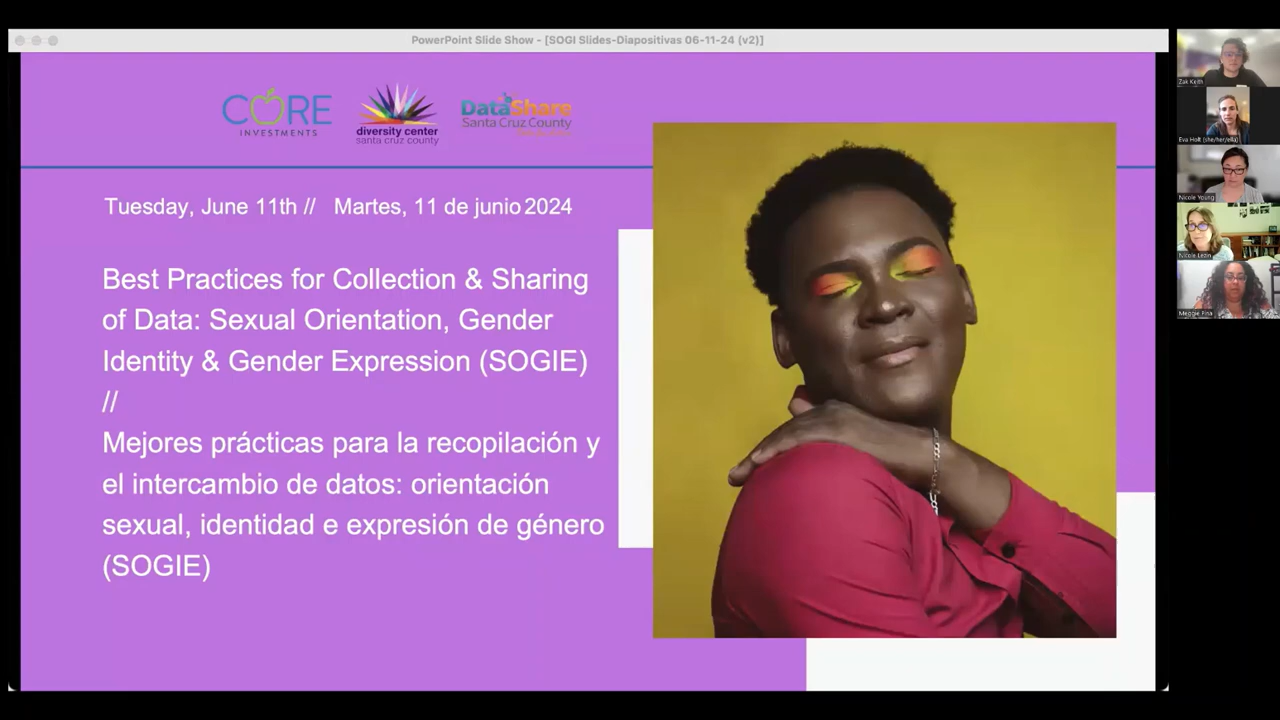 PowerPoint Slide Show - [SOGI Slides-Diapositivas 06-11-24 (v2)]
CORE
INVESTMENTS
diversity center
santa cruz county
DataShare
Santa Cruz County
Tuesday, June 11th // Martes, 11 de junio 2024
Best Practices for Collection & Sharing
of Data: Sexual Orientation, Gender
Identity & Gender Expression (SOGIE)
//
Mejores prácticas para la recopilación y
el intercambio de datos: orientación
sexual, identidad e expresión de género
(SOGIE)
Zak Keith
Eva Holt (she/her/ella)
Nicole Young
Nicole Lezin